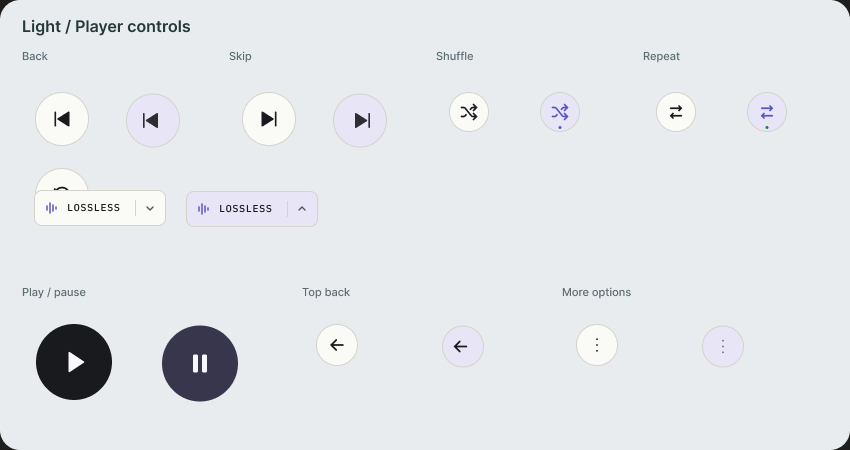 Light / Player controls
Back
Skip
Shuffle
Repeat
LOSSLESS
LOSSLESS
Play / pause
Top back
More options